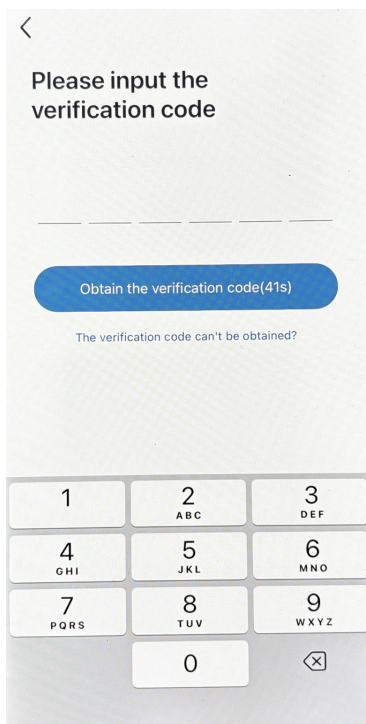 Please input the
verification code
Obtain the verification code(41s)
The verification code can't be obtained?
1
2
ABC
3
DEF
4
GHI
5
JKL
6
MNO
7
PQRS
8
TUV
9
WXYZ
0